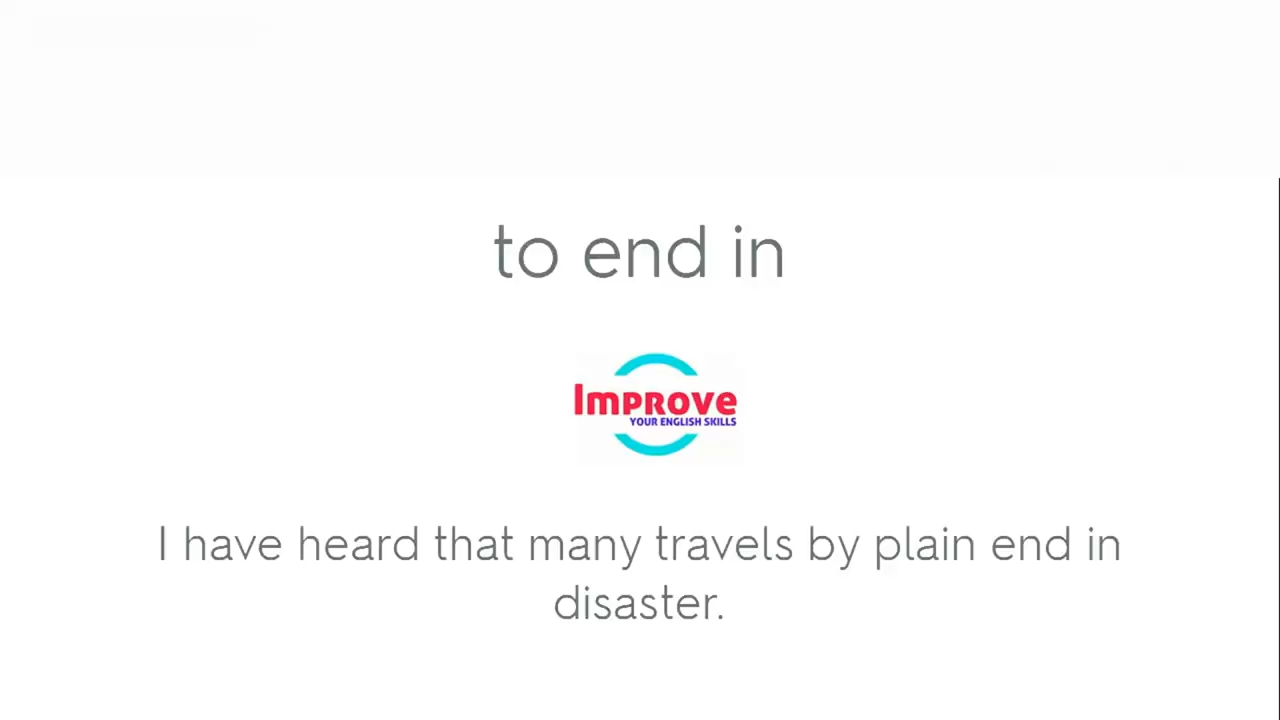 to end in
Improve
YOUR ENGLISH SKILLS
I have heard that many travels by plain end in
disaster.